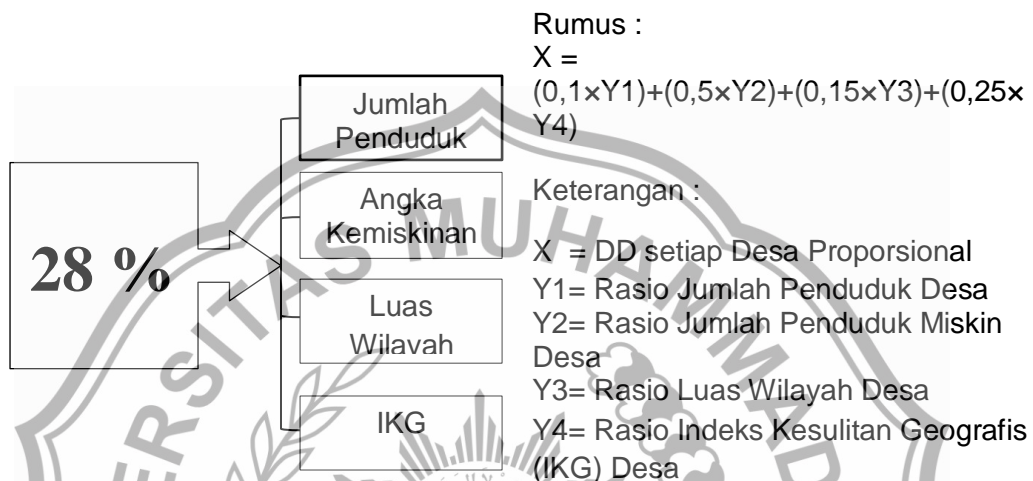 Rumus :
X =
(0,1×Y1)+(0,5×Y2)+(0,15×Y3)+(0,25×
Y4)
28 %
Jumlah
Penduduk
Angka
Kemiskinan
Luas
Wilayah
IKG
Keterangan :
X = DD setiap Desa Proporsional
Y1= Rasio Jumlah Penduduk Desa
Y2= Rasio Jumlah Penduduk Miskin
Desa
Y3= Rasio Luas Wilayah Desa
Y4= Rasio Indeks Kesulitan Geografis
(IKG) Desa
ERSITAS MUHAMMAD